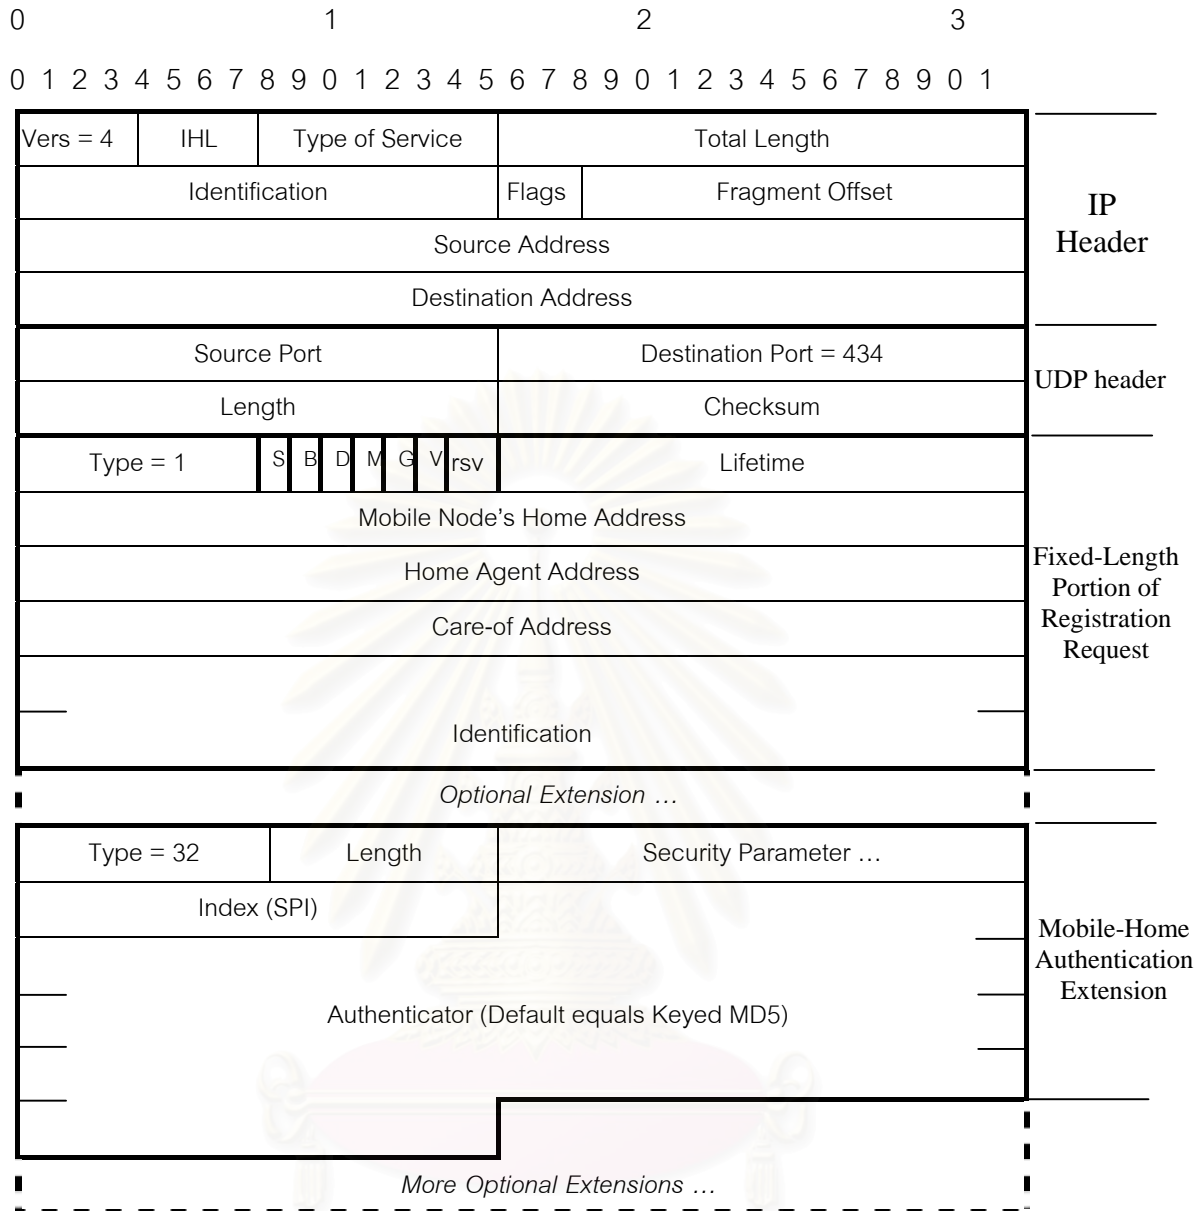 0 1 2 3
0 1 2 3 4 5 6 7 8 9 0 1 2 3 4 5 6 7 8 9 0 1 2 3 4 5 6 7 8 9 0 1
Vers = 4 IHL Type of Service Total Length
Identification Flags Fragment Offset
Source Address
Destination Address
IP
Header
Source Port Destination Port = 434
Length Checksum
UDP header
Type = 1 S B D M G V rsv Lifetime
Mobile Node's Home Address
Home Agent Address
Care-of Address
Identification
Fixed-Length
Portion of
Registration
Request
Optional Extension …
Type = 32 Length Security Parameter …
Index (SPI)
Authenticator (Default equals Keyed MD5)
Mobile-Home
Authentication
Extension
More Optional Extensions …